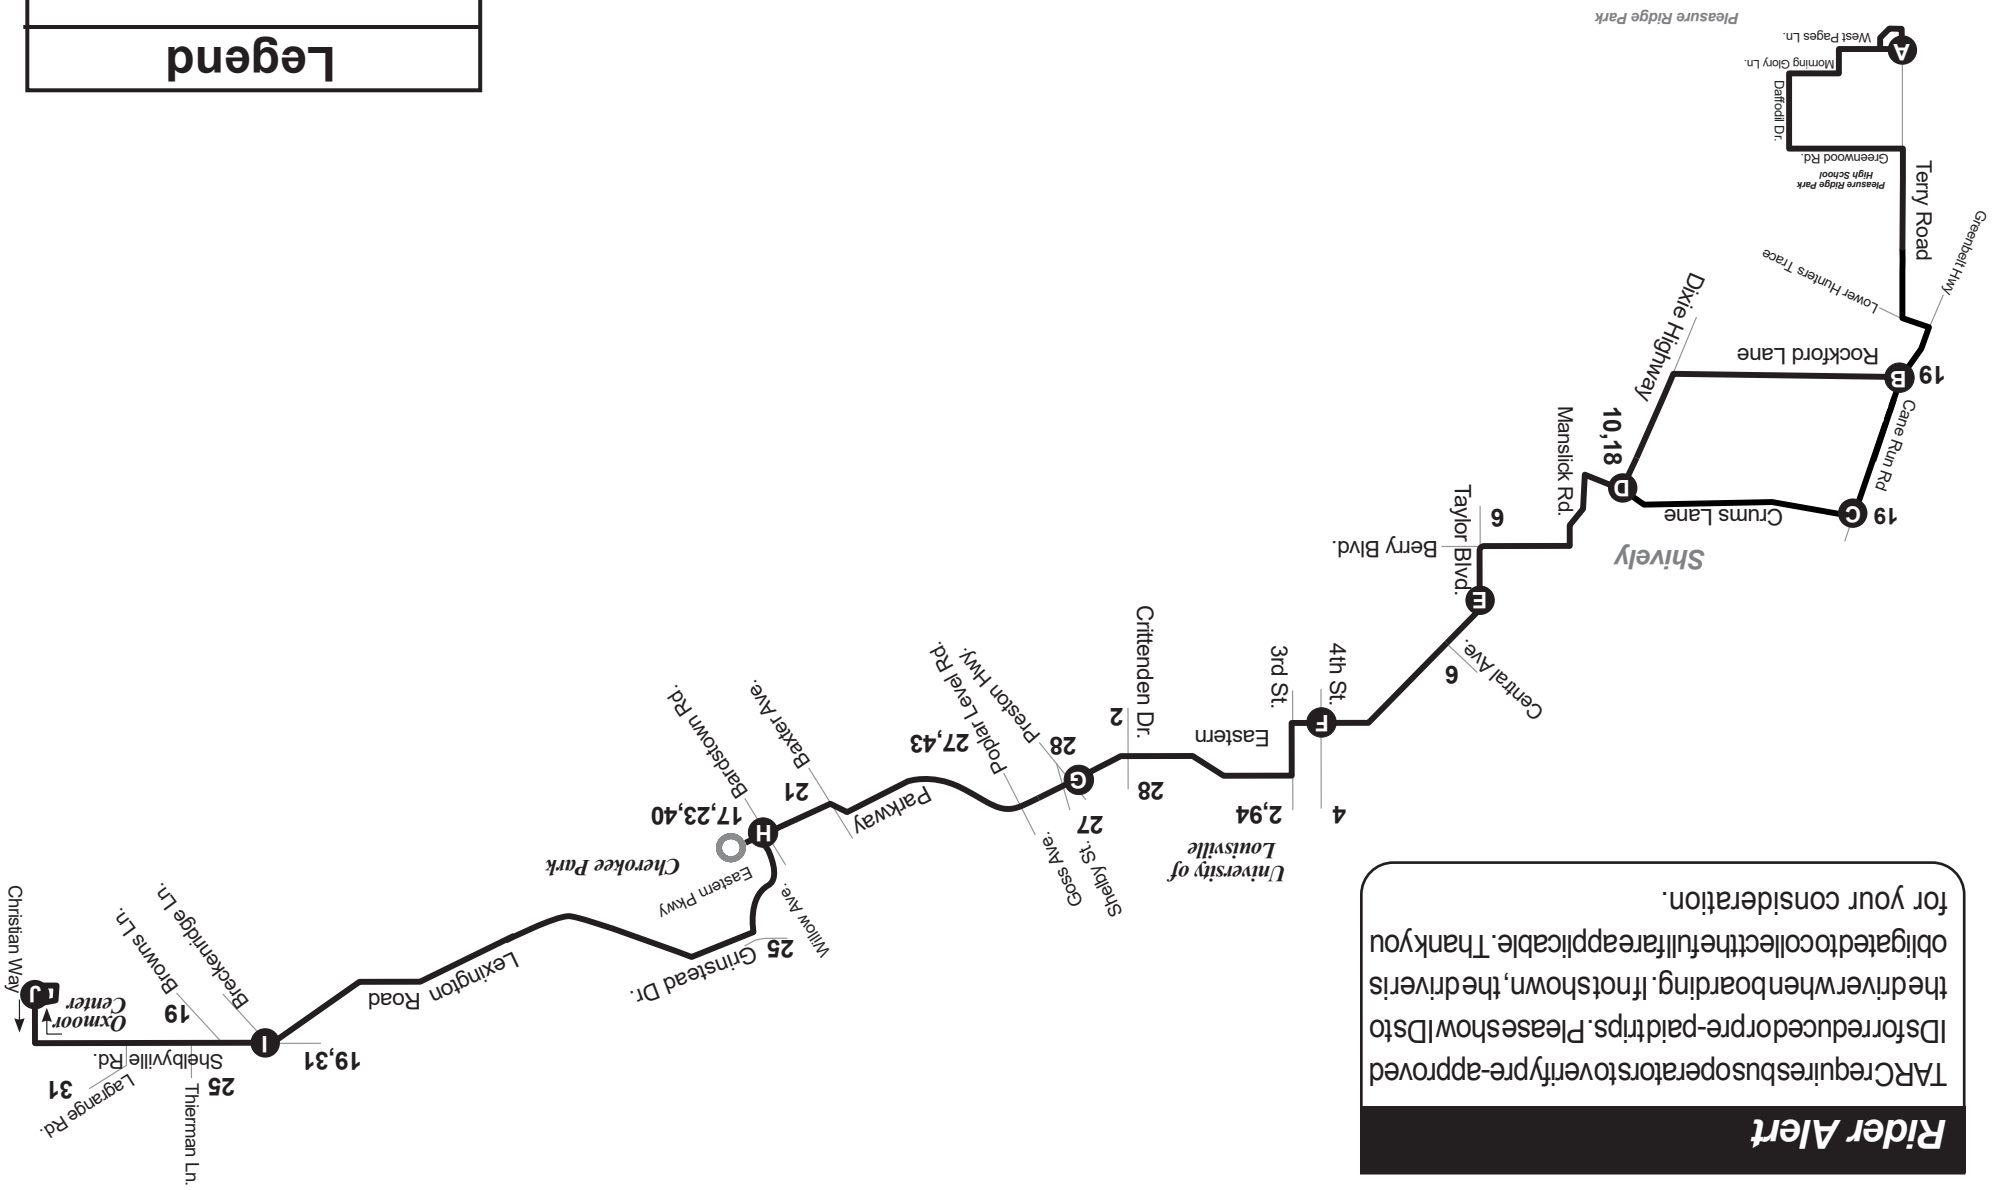 Rider Alert
TARCrequiresbusoperatorstoverifypre-approved
IDsforreducedorpre-paidtrips.PleaseshowIDsto
thedriverwhenboarding.Ifnotshown,thedriveris
obligatedtocollectthefullfareapplicable.Thankyou
for your consideration.
Thierman Ln.
Lagrange Rd.
31
25
Shelbyville Rd.
19,31
I
Oxmoor
Center
J
Christian Way
19
Browns Ln.
Breckenridge Ln.
Lexington
Road
Grinstead Dr.
25
Willow Ave.
Eastern Pkwy
Cherokee Park
H
17,23,40
Bardstown Rd.
21
Baxter Ave.
Parkway
27,43
Goss Ave.
Shelby St.
27
Poplar Level Rd.
Preston Hwy.
28
G
University of
Louisville
28
2
Crittenden Dr.
Eastern
2,94
4
3rd St.
4th St.
F
Central Ave.
6
E
Taylor Blvd.
Berry Blvd.
6
Shively
Manslick Rd.
10,18
D
Crums Lane
C
19
Cane Run Rd
Dixie Highway
Rockford Lane
B
19
Lower Hunters Trace
Greenbelt Hwy
Terry Road
Pleasure Ridge Park
High School
Greenwood Rd.
Daffodil Dr.
Morning Glory Ln.
West Pages Ln.
A
Pleasure Ridge Park
Legend